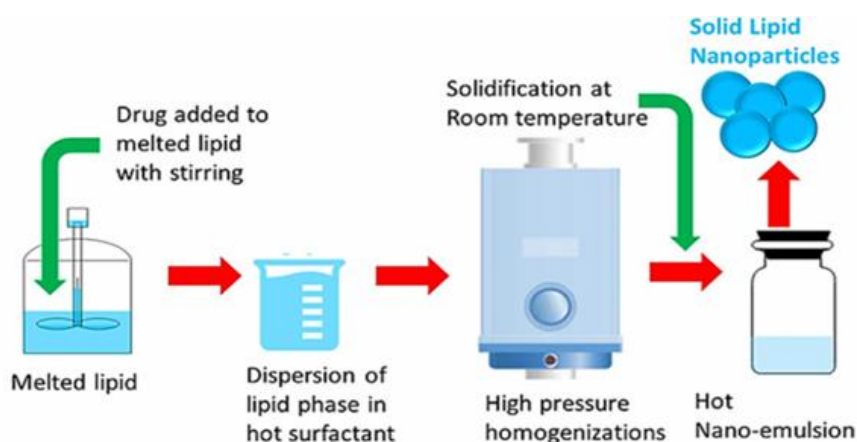 Solid Lipid
Nanoparticles
Drug added to
melted lipid
with stirring
Solidification at
Room temperature
Melted lipid
Dispersion of
lipid phase in
hot surfactant
High pressure
homogenizations
Hot
Nano-emulsion